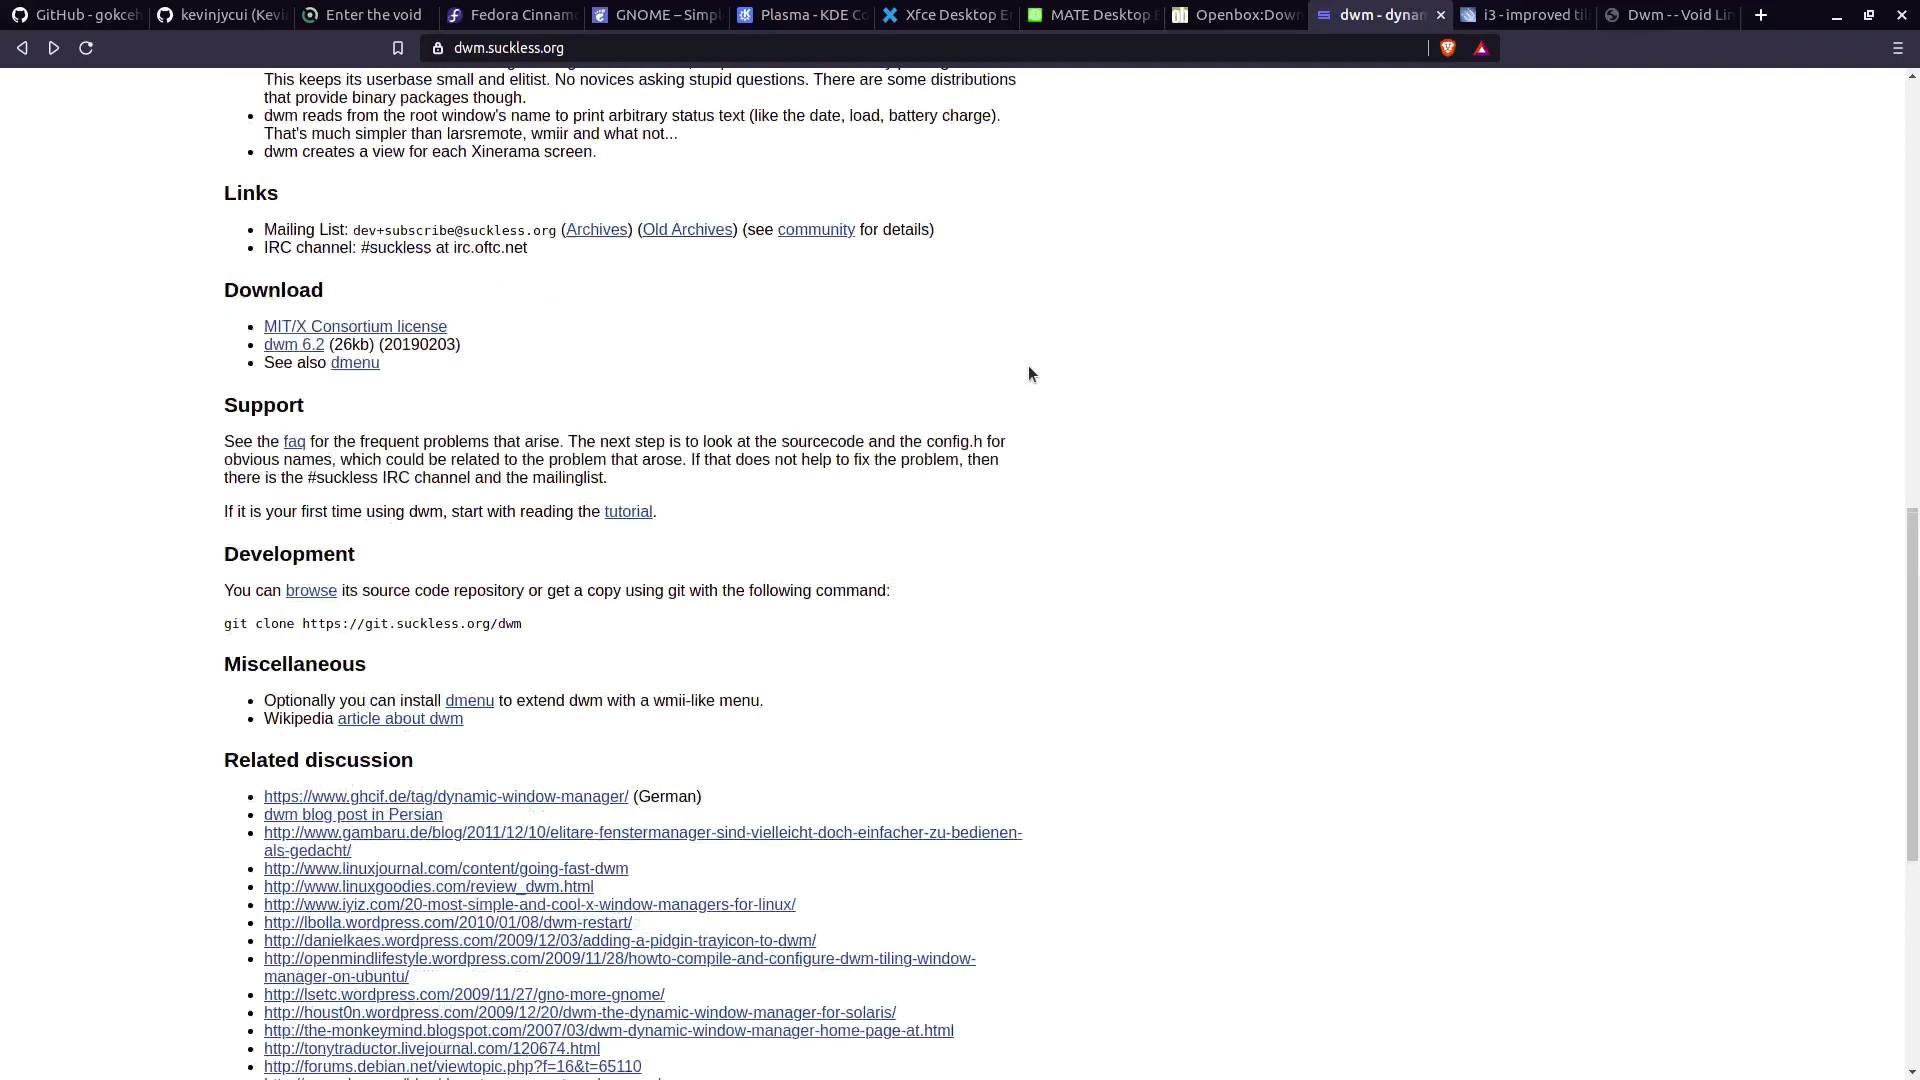 GitHub - gokceh
kevinjycui (Kevi
Enter the void
Fedora Cinnam
GNOME – Simpl
Plasma - KDE Co
Xfce Desktop E
MATE Desktop E
Openbox:Down
dwm - dynam
i3 - improved til
Dwm - - Void Lin
dwm.suckless.org
This keeps its userbase small and elitist. No novices asking stupid questions. There are some distributions
that provide binary packages though.
dwm reads from the root window's name to print arbitrary status text (like the date, load, battery charge).
That's much simpler than larsremote, wmiir and what not...
dwm creates a view for each Xinerama screen.
Links
Mailing List: dev+subscribe@suckless.org (Archives) (Old Archives) (see community for details)
IRC channel: #suckless at irc.oftc.net
Download
MIT/X Consortium license
dwm 6.2 (26kb) (20190203)
See also dmenu
Support
See the faq for the frequent problems that arise. The next step is to look at the sourcecode and the config.h for
obvious names, which could be related to the problem that arose. If that does not help to fix the problem, then
there is the #suckless IRC channel and the mailinglist.
If it is your first time using dwm, start with reading the tutorial.
Development
You can browse its source code repository or get a copy using git with the following command:
git clone https://git.suckless.org/dwm
Miscellaneous
Optionally you can install dmenu to extend dwm with a wmii-like menu.
Wikipedia article about dwm
Related discussion
https://www.ghcif.de/tag/dynamic-window-manager/ (German)
dwm blog post in Persian
http://www.gambaru.de/blog/2011/12/10/elitare-fenstermanager-sind-vielleicht-doch-einfacher-zu-bedienen-
als-gedacht/
http://www.linuxjournal.com/content/going-fast-dwm
http://www.linuxgoodies.com/review_dwm.html
http://www.iyiz.com/20-most-simple-and-cool-x-window-managers-for-linux/
http://lbolla.wordpress.com/2010/01/08/dwm-restart/
http://danielkaes.wordpress.com/2009/12/03/adding-a-pidgin-trayicon-to-dwm/
http://openmindlifestyle.wordpress.com/2009/11/28/howto-compile-and-configure-dwm-tiling-window-
manager-on-ubuntu/
http://lsetc.wordpress.com/2009/11/27/gno-more-gnome/
http://houst0n.wordpress.com/2009/12/20/dwm-the-dynamic-window-manager-for-solaris/
http://the-monkeymind.blogspot.com/2007/03/dwm-dynamic-window-manager-home-page-at.html
http://tonytraductor.livejournal.com/120674.html
http://forums.debian.net/viewtopic.php?f=16&t=65110